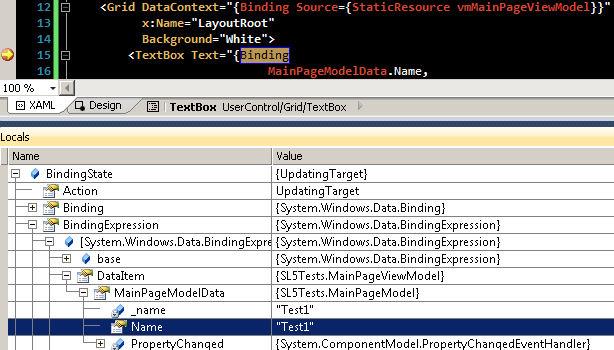 12 <Grid DataContext="{Binding Source={StaticResource vmMainPageViewModel}}"
13 x:Name="LayoutRoot"
14 Background="White">
15 <TextBox Text="{Binding
16 MainPageModelData.Name,
100 %
XAML Design TextBox UserControl/Grid/TextBox
Locals
Name Value
BindingState {UpdatingTarget}
Action UpdatingTarget
Binding {System.Windows.Data.Binding}
BindingExpression {System.Windows.Data.BindingExpression}
[System.Windows.Data.BindingExpre {System.Windows.Data.BindingExpression}
base {System.Windows.Data.BindingExpression}
DataItem {SL5Tests.MainPageViewModel}
MainPageModelData {SL5Tests.MainPageModel}
_name "Test1"
Name "Test1"
PropertyChanged {System.ComponentModel.PropertyChangedEventHandler}